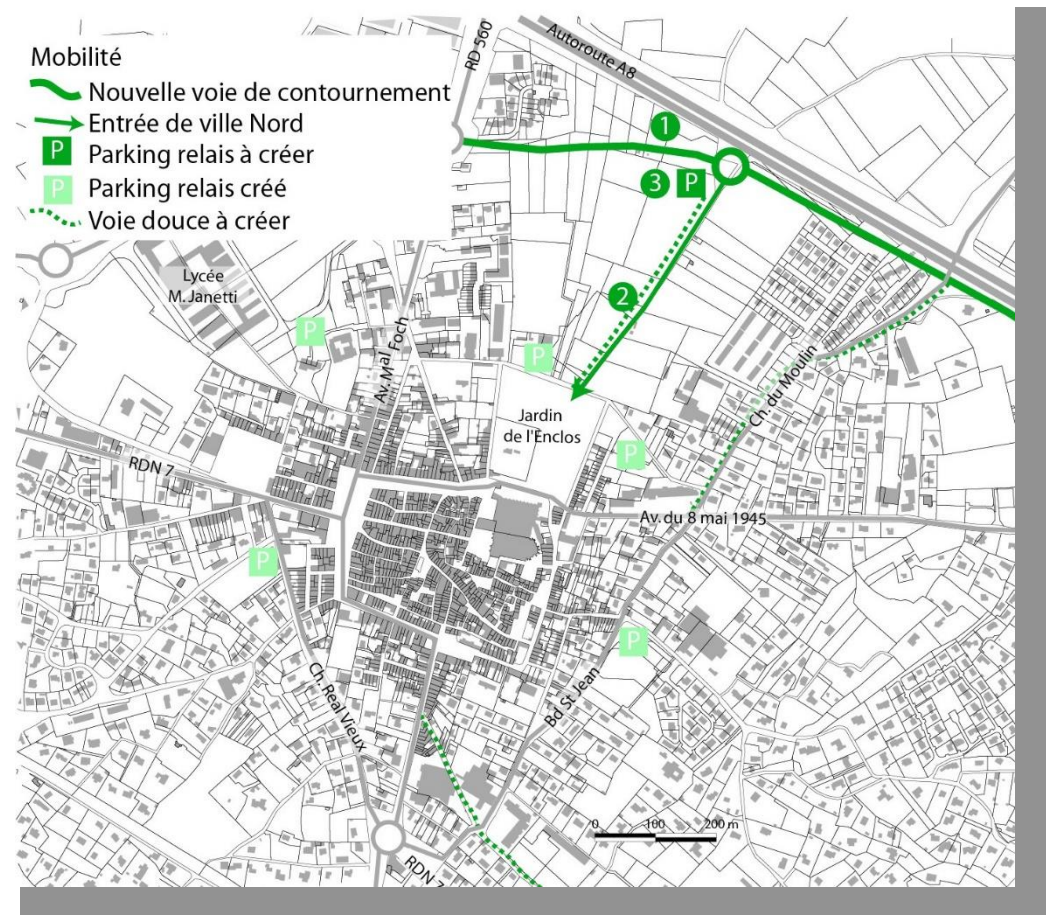 Mobilité
Nouvelle voie de contournement
Entrée de ville Nord
P Parking relais à créer
P Parking relais créé
Voie douce à créer
RD 560
Autoroute A8
1
3 P
2
Lycée
M. Janetti
P
Av. Mal Foch
P
Ch. du Moulin
Jardin
de l'Enclos
P
RDN 7
Av. du 8 mai 1945
P
P
Ch. Real Vieux
Bd St Jean
0 100 200 m
RDN 7